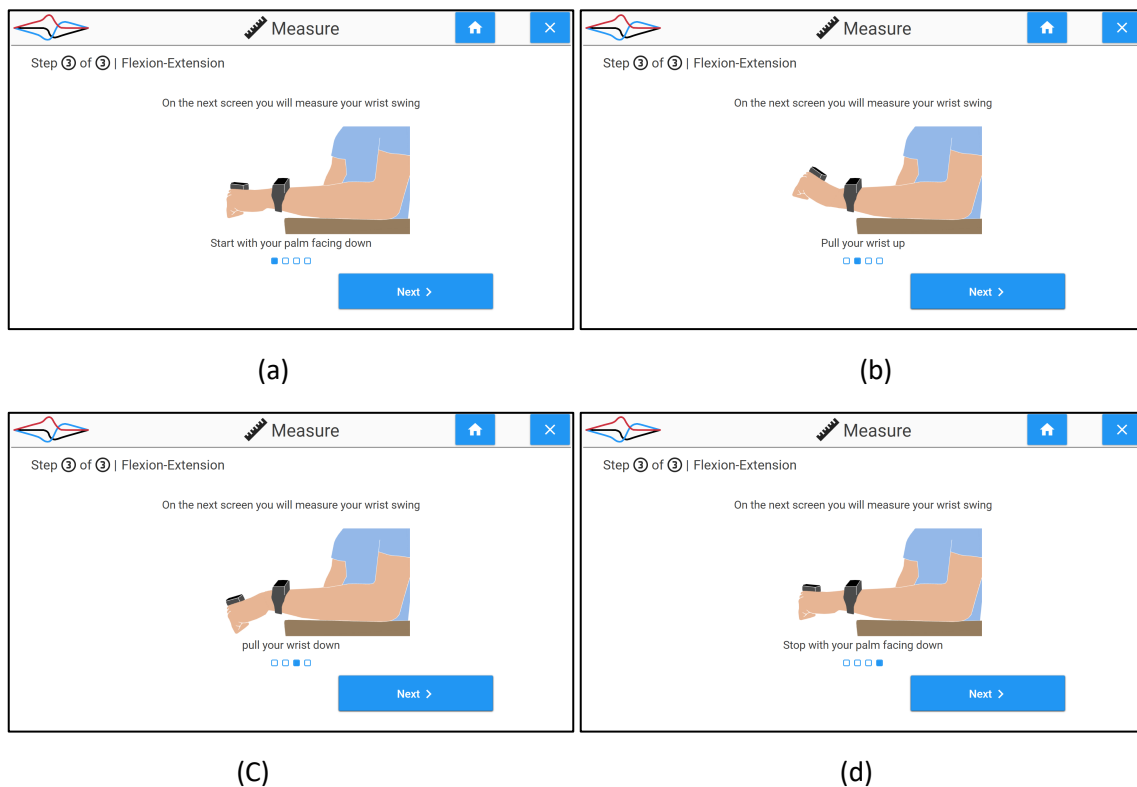 Measure
Step 3 of 3 | Flexion-Extension
On the next screen you will measure your wrist swing
Start with your palm facing down
Next >
(a)
Measure
Step 3 of 3 | Flexion-Extension
On the next screen you will measure your wrist swing
Pull your wrist up
Next >
(b)
Measure
Step 3 of 3 | Flexion-Extension
On the next screen you will measure your wrist swing
pull your wrist down
Next >
(C)
Measure
Step 3 of 3 | Flexion-Extension
On the next screen you will measure your wrist swing
Stop with your palm facing down
Next >
(d)